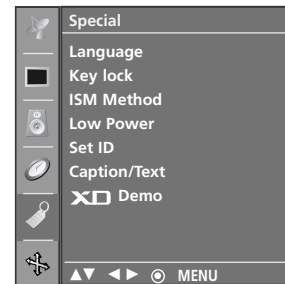 Special
Language
Key lock
ISM Method
Low Power
Set ID
Caption/Text
XD Demo
▲▼ ◄► ◉ MENU